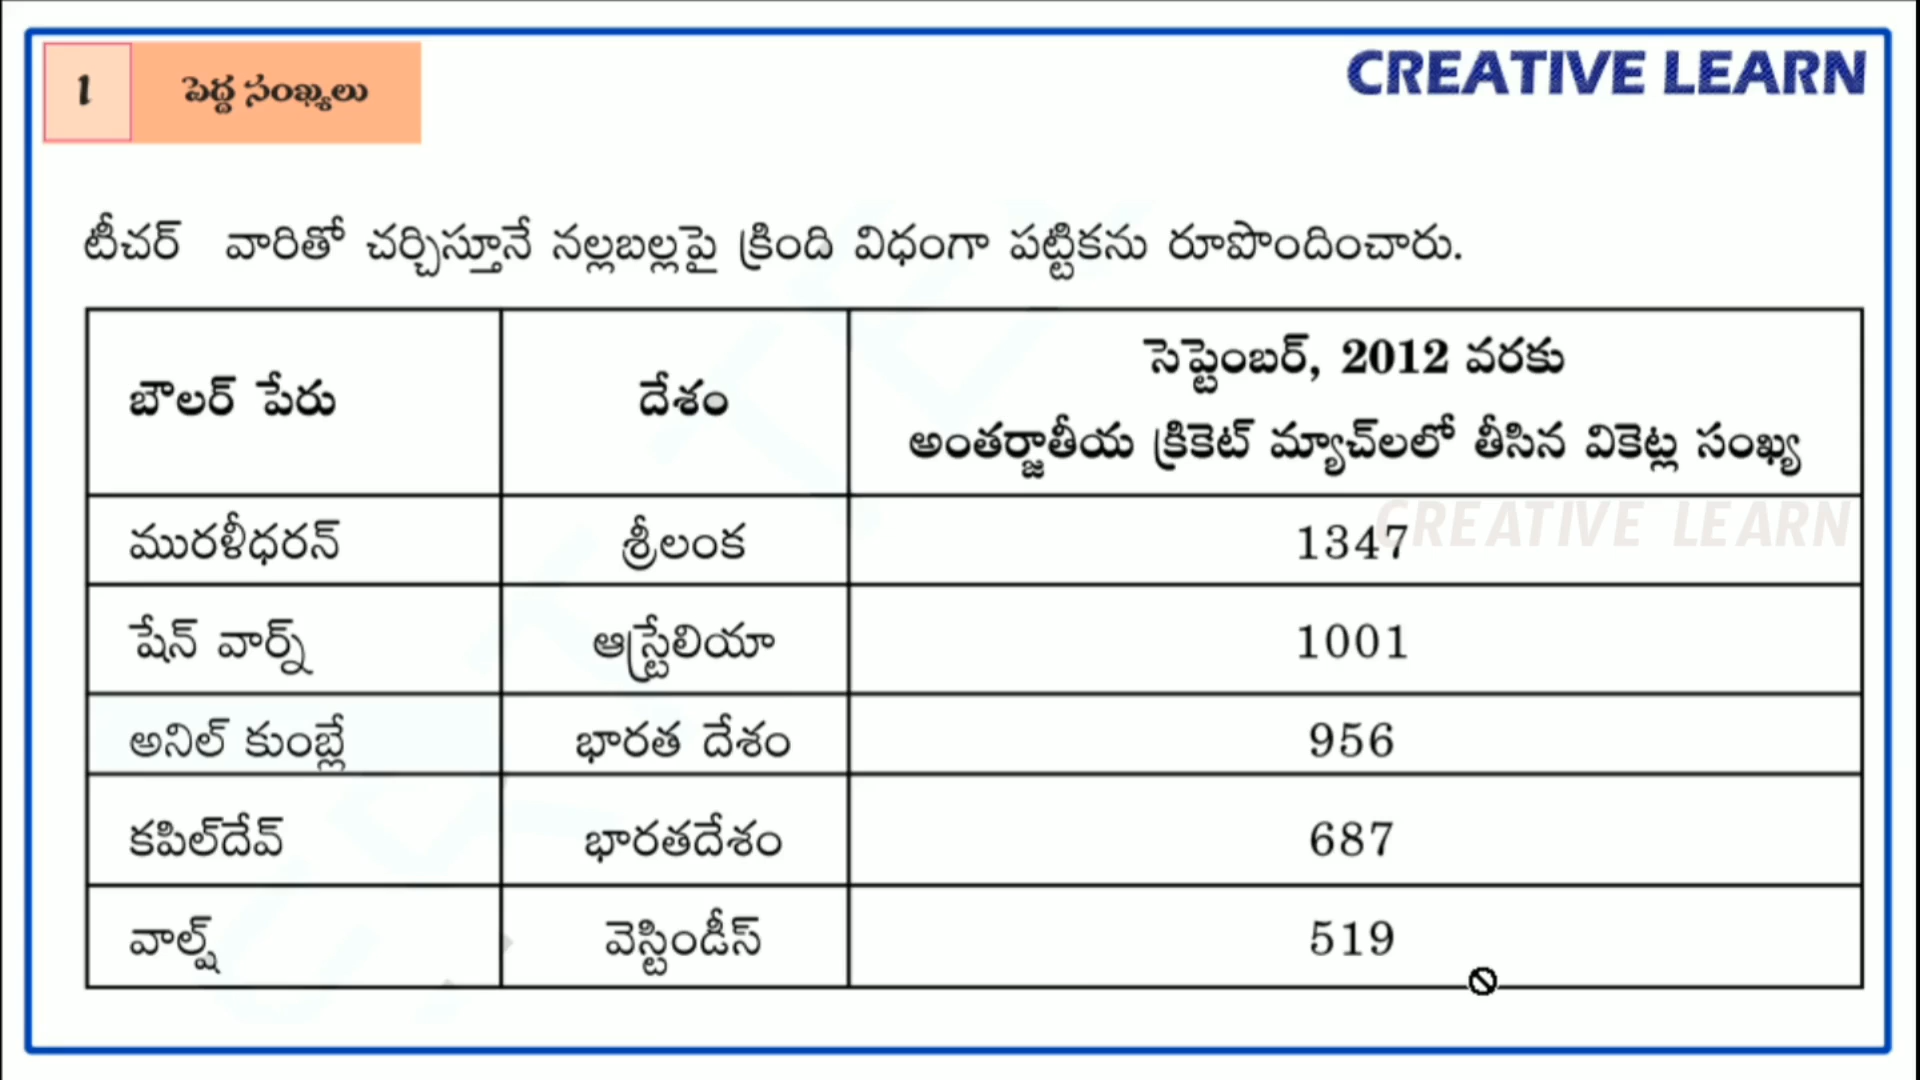 1 పెద్ద సంఖ్యలు
CREATIVE LEARN
టీచర్ వారితో చర్చిస్తూనే నల్లబల్లపై క్రింది విధంగా పట్టికను రూపొందించారు.
బౌలర్ పేరు
దేశం
సెప్టెంబర్, 2012 వరకు
అంతర్జాతీయ క్రికెట్ మ్యాచ్‌లలో తీసిన వికెట్ల సంఖ్య
CREATIVE LEARN
మురళీధరన్ శ్రీలంక 1347
షేన్ వార్న్ ఆస్ట్రేలియా 1001
అనిల్ కుంబ్లే భారత దేశం 956
కపిల్‌దేవ్ భారతదేశం 687
వాల్ష్ వెస్టిండీస్ 519